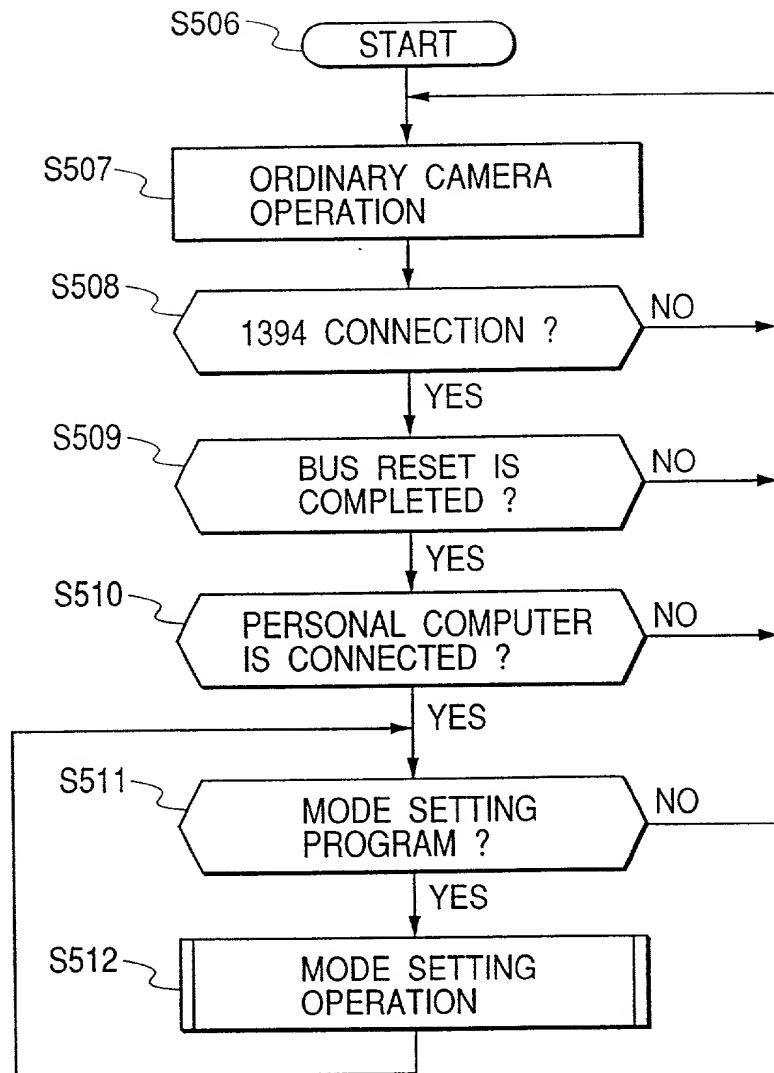 S506
START
S507
ORDINARY CAMERA
OPERATION
S508
1394 CONNECTION ?
NO
YES
S509
BUS RESET IS
COMPLETED ?
NO
YES
S510
PERSONAL COMPUTER
IS CONNECTED ?
NO
YES
S511
MODE SETTING
PROGRAM ?
NO
YES
S512
MODE SETTING
OPERATION